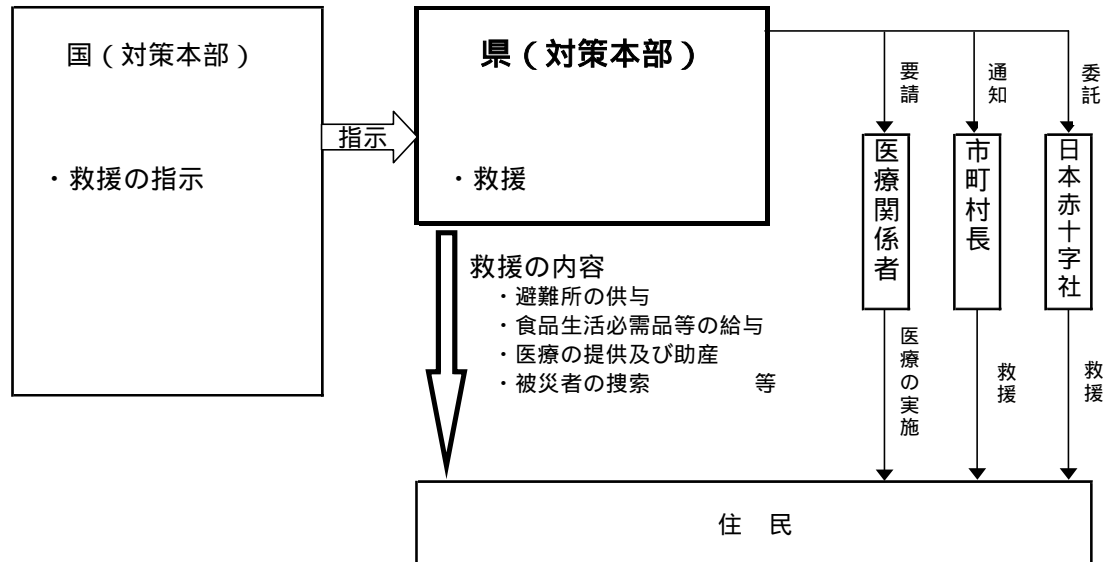 国（対策本部）
・救援の指示
指示
県（対策本部）
・救援
救援の内容
・避難所の供与
・食品生活必需品等の給与
・医療の提供及び助産
・被災者の捜索　　　　等
要請
通知
委託
医療関係者
市町村長
日本赤十字社
医療の実施
救援
救援
住　民